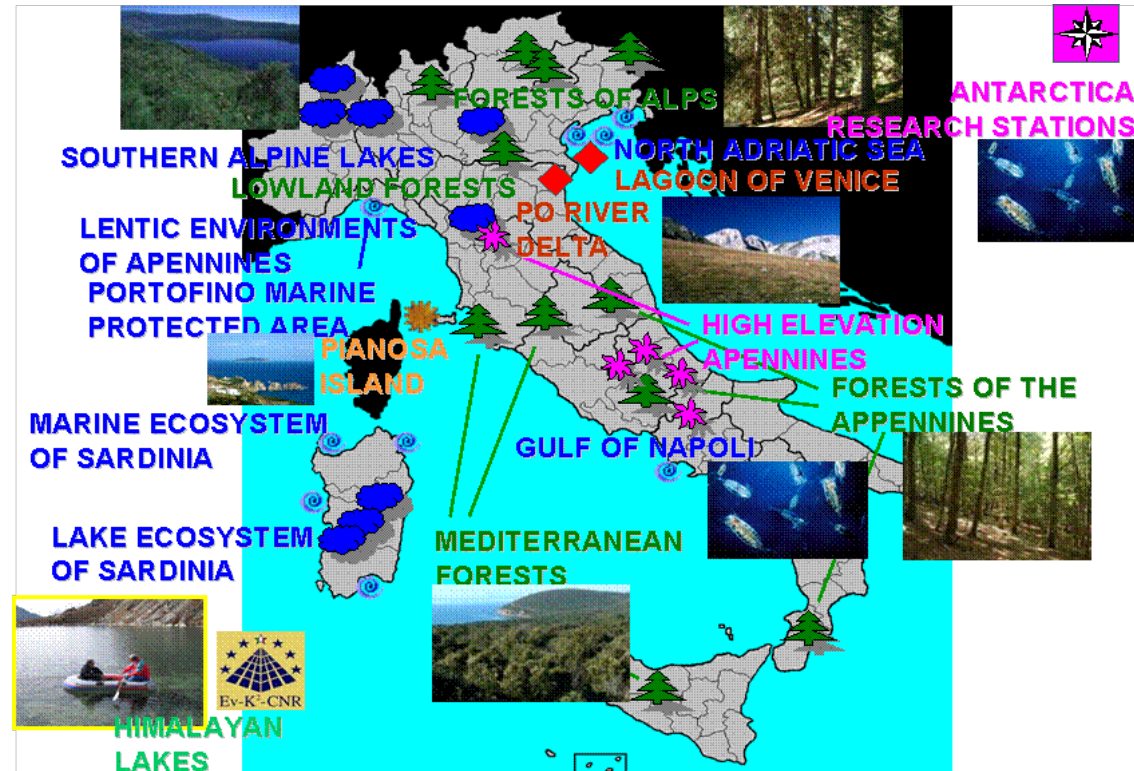 ANTARCTICA
RESEARCH STATIONS
FORESTS OF ALPS
SOUTHERN ALPINE LAKES
NORTH ADRIATIC SEA
LOWLAND FORESTS
LAGOON OF VENICE
PO RIVER
DELTA
LENTIC ENVIRONMENTS
OF APENNINES
PORTOFINO MARINE
PROTECTED AREA
HIGH ELEVATION
APENNINES
PIANOSA
ISLAND
FORESTS OF THE
APPENNINES
MARINE ECOSYSTEM
OF SARDINIA
GULF OF NAPOLI
LAKE ECOSYSTEM
OF SARDINIA
MEDITERRANEAN
FORESTS
Ev-K²-CNR
HIMALAYAN
LAKES